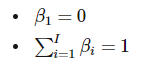 • β₁ = 0
• ∑ᵢ₌₁ᴵ βᵢ = 1